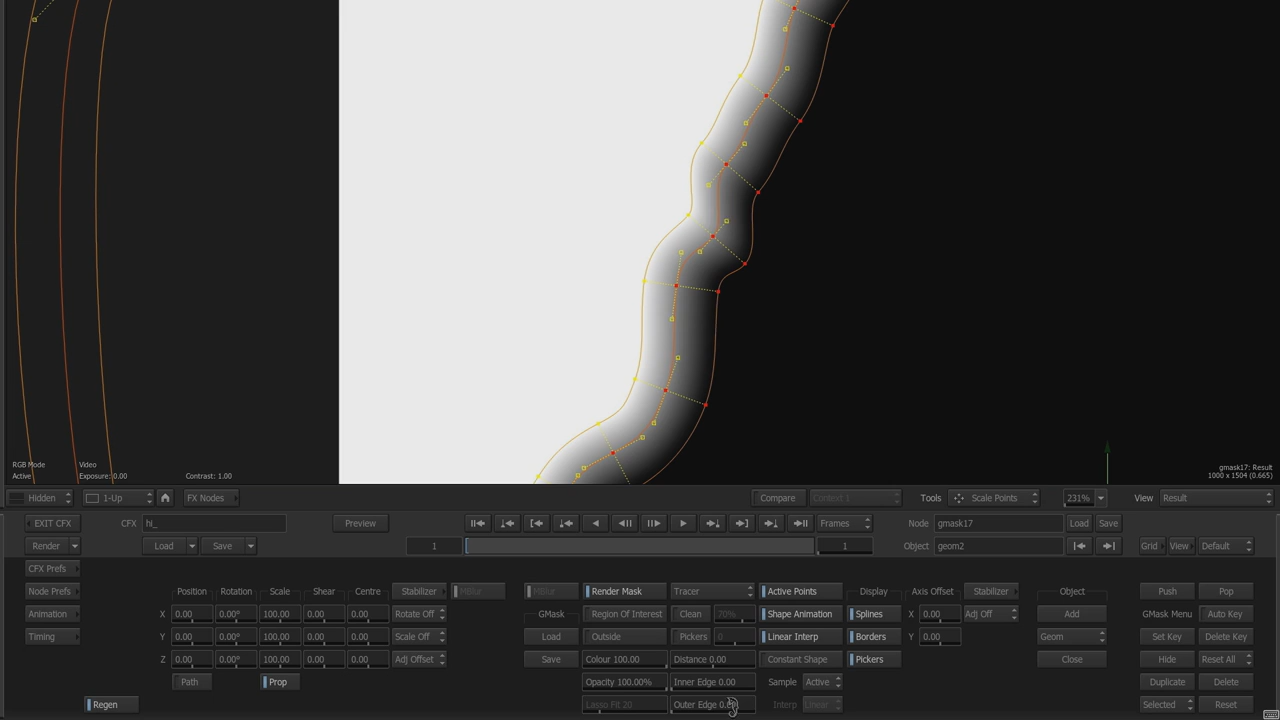 RGB Mode Video
Active Exposure: 0.00 Contrast: 1.00
gmask17: Result
1000 x 1504 (0.665)
Hidden 1-Up FX Nodes Compare Context 1 Tools Scale Points 231% View Result
EXIT CFX CFX hi_ Preview Frames Node gmask17 Load Save
Render Load Save 1 1 Object geom2 Grid View Default
CFX Prefs
Node Prefs Position Rotation Scale Shear Centre Stabilizer MBlur MBlur Render Mask Tracer Active Points Display Axis Offset Stabilizer Object Push Pop
Animation X 0.00 0.00° 100.00 0.00 0.00 Rotate Off GMask Region Of Interest Clean 70% Shape Animation Splines X 0.00 Adj Off Add GMask Menu Auto Key
Timing Y 0.00 0.00° 100.00 0.00 0.00 Scale Off Load Outside Pickers 0 Linear Interp Borders Y 0.00 Geom Set Key Delete Key
Z 0.00 0.00° 100.00 0.00 0.00 Adj Offset Save Colour 100.00 Distance 0.00 Constant Shape Pickers Close Hide Reset All
Path Prop Opacity 100.00% Inner Edge 0.00 Sample Active Duplicate Delete
Regen Lasso Fit 20 Outer Edge Interp Linear Selected Reset